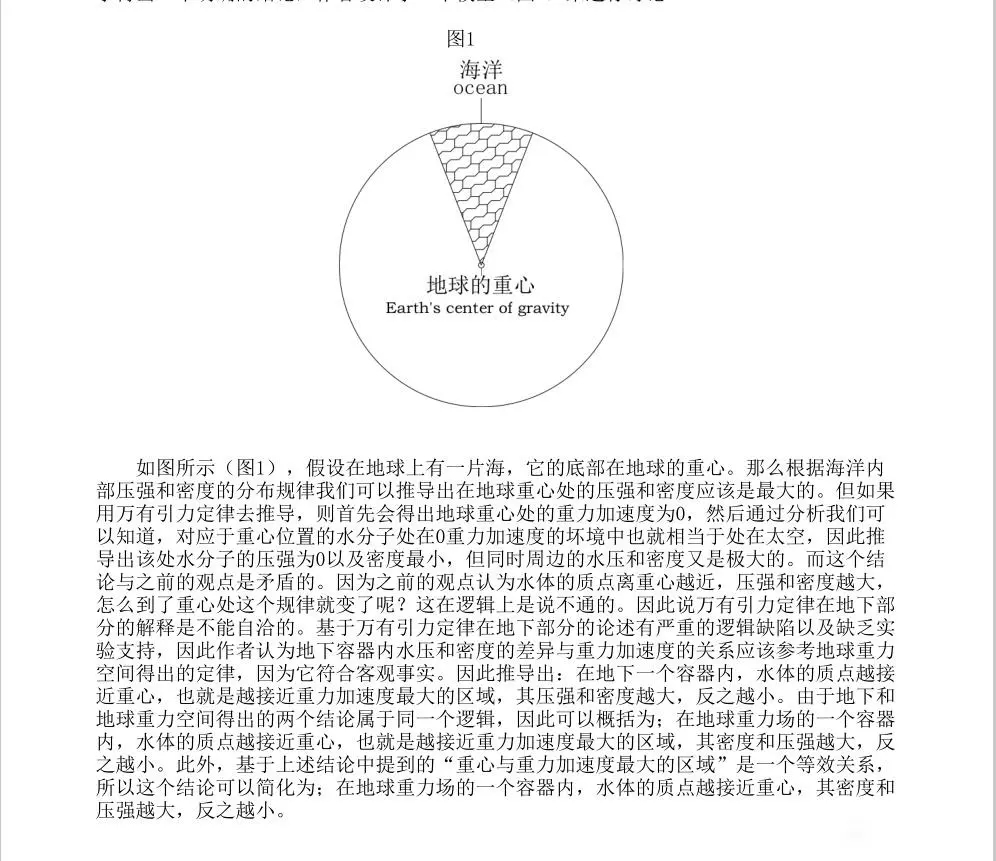 图1
海洋
ocean
地球的重心
Earth's center of gravity
如图所示（图1），假设在地球上有一片海，它的底部在地球的重心。那么根据海洋内
部压强和密度的分布规律我们可以推导出在地球重心处的压强和密度应该是最大的。但如果
用万有引力定律去推导，则首先会得出地球重心处的重力加速度为0，然后通过分析我们可
以知道，对应于重心位置的水分子处在0重力加速度的坏境中也就相当于处在太空，因此推
导出该处水分子的压强为0以及密度最小，但同时周边的水压和密度又是极大的。而这个结
论与之前的观点是矛盾的。因为之前的观点认为水体的质点离重心越近，压强和密度越大，
怎么到了重心处这个规律就变了呢？这在逻辑上是说不通的。因此说万有引力定律在地下部
分的解释是不能自洽的。基于万有引力定律在地下部分的论述有严重的逻辑缺陷以及缺乏实
验支持，因此作者认为地下容器内水压和密度的差异与重力加速度的关系应该参考地球重力
空间得出的定律，因为它符合客观事实。因此推导出：在地下一个容器内，水体的质点越接
近重心，也就是越接近重力加速度最大的区域，其压强和密度越大，反之越小。由于地下和
地球重力空间得出的两个结论属于同一个逻辑，因此可以概括为；在地球重力场的一个容器
内，水体的质点越接近重心，也就是越接近重力加速度最大的区域，其密度和压强越大，反
之越小。此外，基于上述结论中提到的“重心与重力加速度最大的区域”是一个等效关系，
所以这个结论可以简化为；在地球重力场的一个容器内，水体的质点越接近重心，其密度和
压强越大，反之越小。